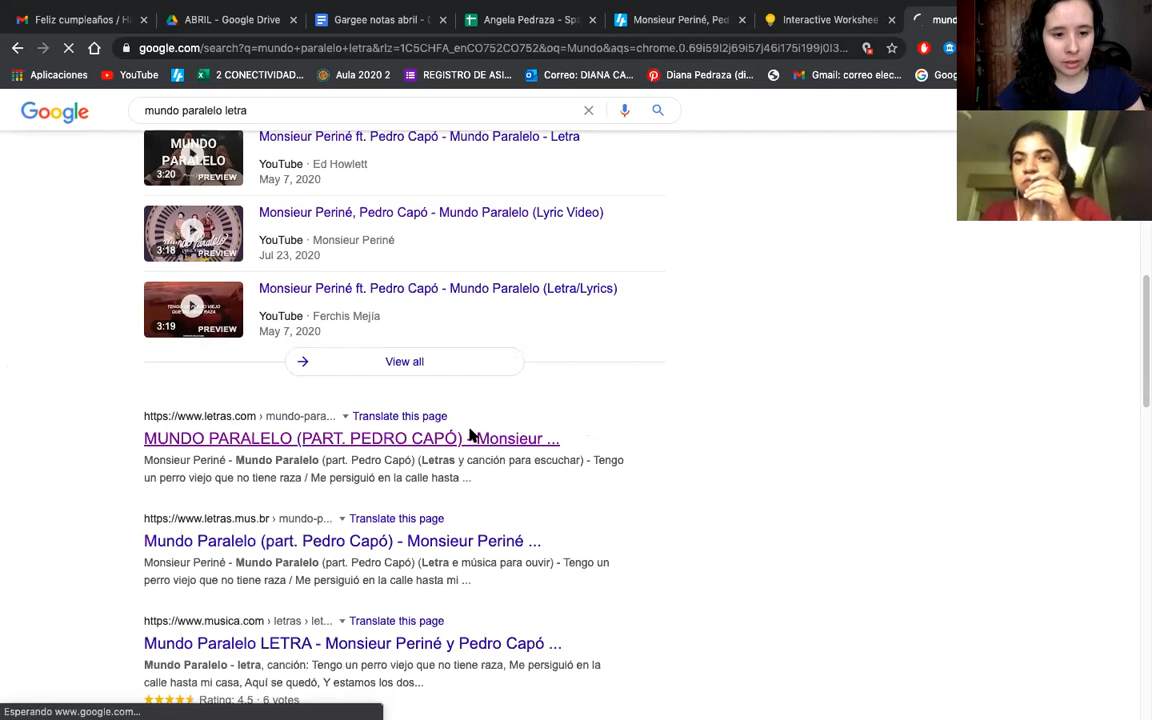 Feliz cumpleaños / H
ABRIL - Google Drive
Gargee notas abril -
Angela Pedraza - Sp
Monsieur Periné, Ped
Interactive Workshee
mund
google.com/search?q=mundo+paralelo+letra&rlz=1C5CHFA_enCO752CO752&oq=Mundo&aqs=chrome.0.69i59l2j69i57j46i175i199j0l3...
Aplicaciones
YouTube
2 CONECTIVIDAD...
Aula 2020 2
REGISTRO DE ASI...
Correo: DIANA CA...
Diana Pedraza (di...
Gmail: correo elec...
Goog
Google
mundo paralelo letra
MUNDO
PARALELO
3:20
PREVIEW
Monsieur Periné ft. Pedro Capó - Mundo Paralelo - Letra
YouTube · Ed Howlett
May 7, 2020
Mundo Paralelo
3:18
PREVIEW
Monsieur Periné, Pedro Capó - Mundo Paralelo (Lyric Video)
YouTube · Monsieur Periné
Jul 23, 2020
3:19
PREVIEW
Monsieur Periné ft. Pedro Capó - Mundo Paralelo (Letra/Lyrics)
YouTube · Ferchis Mejía
May 7, 2020
View all
https://www.letras.com › mundo-para... Translate this page
MUNDO PARALELO (PART. PEDRO CAPÓ) - Monsieur ...
Monsieur Periné - Mundo Paralelo (part. Pedro Capó) (Letras y canción para escuchar) - Tengo
un perro viejo que no tiene raza / Me persiguió en la calle hasta ...
https://www.letras.mus.br › mundo-p... Translate this page
Mundo Paralelo (part. Pedro Capó) - Monsieur Periné ...
Monsieur Periné - Mundo Paralelo (part. Pedro Capó) (Letra e música para ouvir) - Tengo un
perro viejo que no tiene raza / Me persiguió en la calle hasta mi ...
https://www.musica.com › letras › let... Translate this page
Mundo Paralelo LETRA - Monsieur Periné y Pedro Capó ...
Mundo Paralelo - letra, canción: Tengo un perro viejo que no tiene raza, Me persiguió en la
calle hasta mi casa, Aquí se quedó, Y estamos los dos...
Rating: 4.5 · 6 votes
Esperando www.google.com...